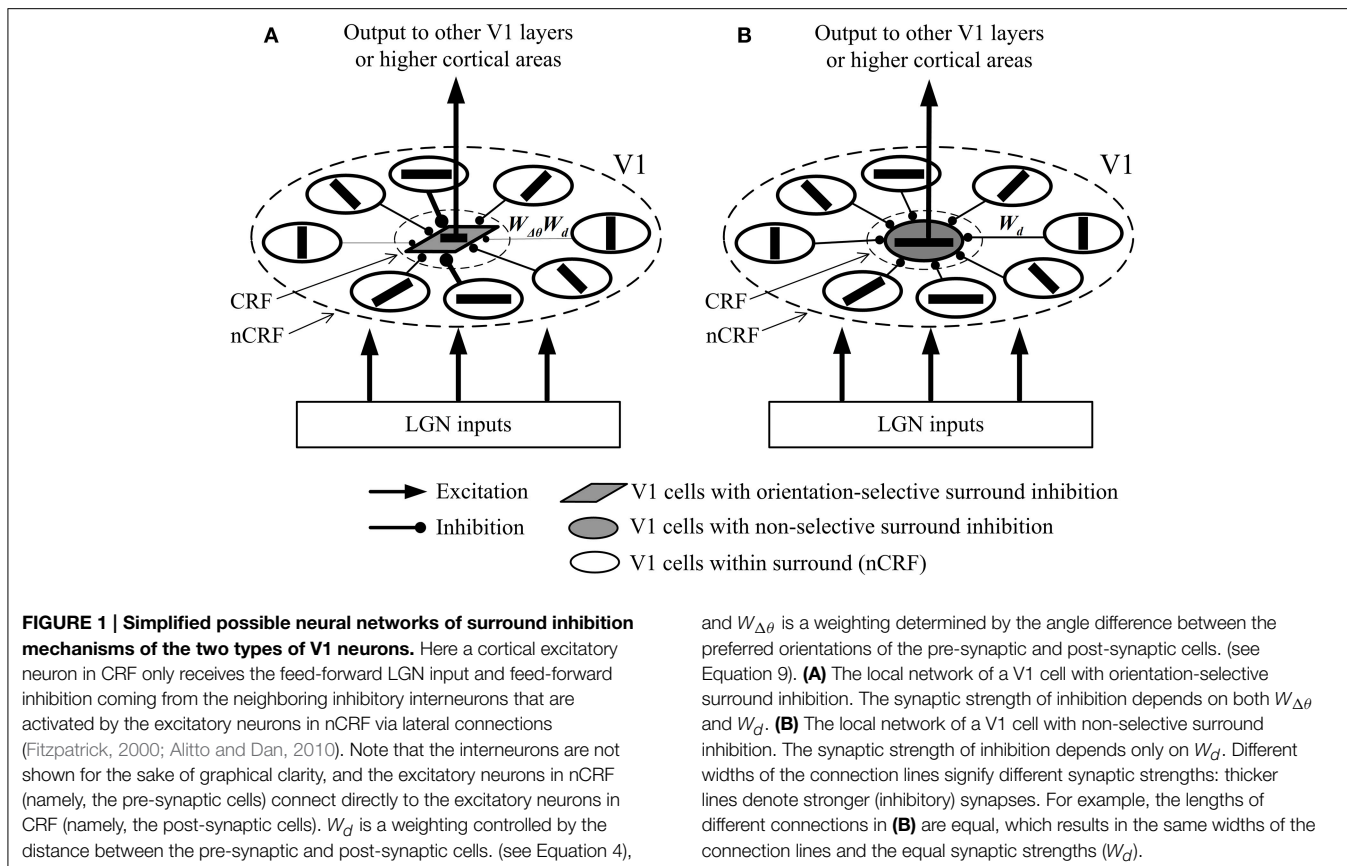 A
Output to other V1 layers
or higher cortical areas
V1
WΔθWd
CRF
nCRF
LGN inputs
B
Output to other V1 layers
or higher cortical areas
V1
Wd
CRF
nCRF
LGN inputs
Excitation
Inhibition
V1 cells with orientation-selective surround inhibition
V1 cells with non-selective surround inhibition
V1 cells within surround (nCRF)
FIGURE 1 | Simplified possible neural networks of surround inhibition
mechanisms of the two types of V1 neurons. Here a cortical excitatory
neuron in CRF only receives the feed-forward LGN input and feed-forward
inhibition coming from the neighboring inhibitory interneurons that are
activated by the excitatory neurons in nCRF via lateral connections
(Fitzpatrick, 2000; Alitto and Dan, 2010). Note that the interneurons are not
shown for the sake of graphical clarity, and the excitatory neurons in nCRF
(namely, the pre-synaptic cells) connect directly to the excitatory neurons in
CRF (namely, the post-synaptic cells). Wd is a weighting controlled by the
distance between the pre-synaptic and post-synaptic cells. (see Equation 4),
and WΔθ is a weighting determined by the angle difference between the
preferred orientations of the pre-synaptic and post-synaptic cells. (see
Equation 9). (A) The local network of a V1 cell with orientation-selective
surround inhibition. The synaptic strength of inhibition depends on both WΔθ
and Wd. (B) The local network of a V1 cell with non-selective surround
inhibition. The synaptic strength of inhibition depends only on Wd. Different
widths of the connection lines signify different synaptic strengths: thicker
lines denote stronger (inhibitory) synapses. For example, the lengths of
different connections in (B) are equal, which results in the same widths of the
connection lines and the equal synaptic strengths (Wd).